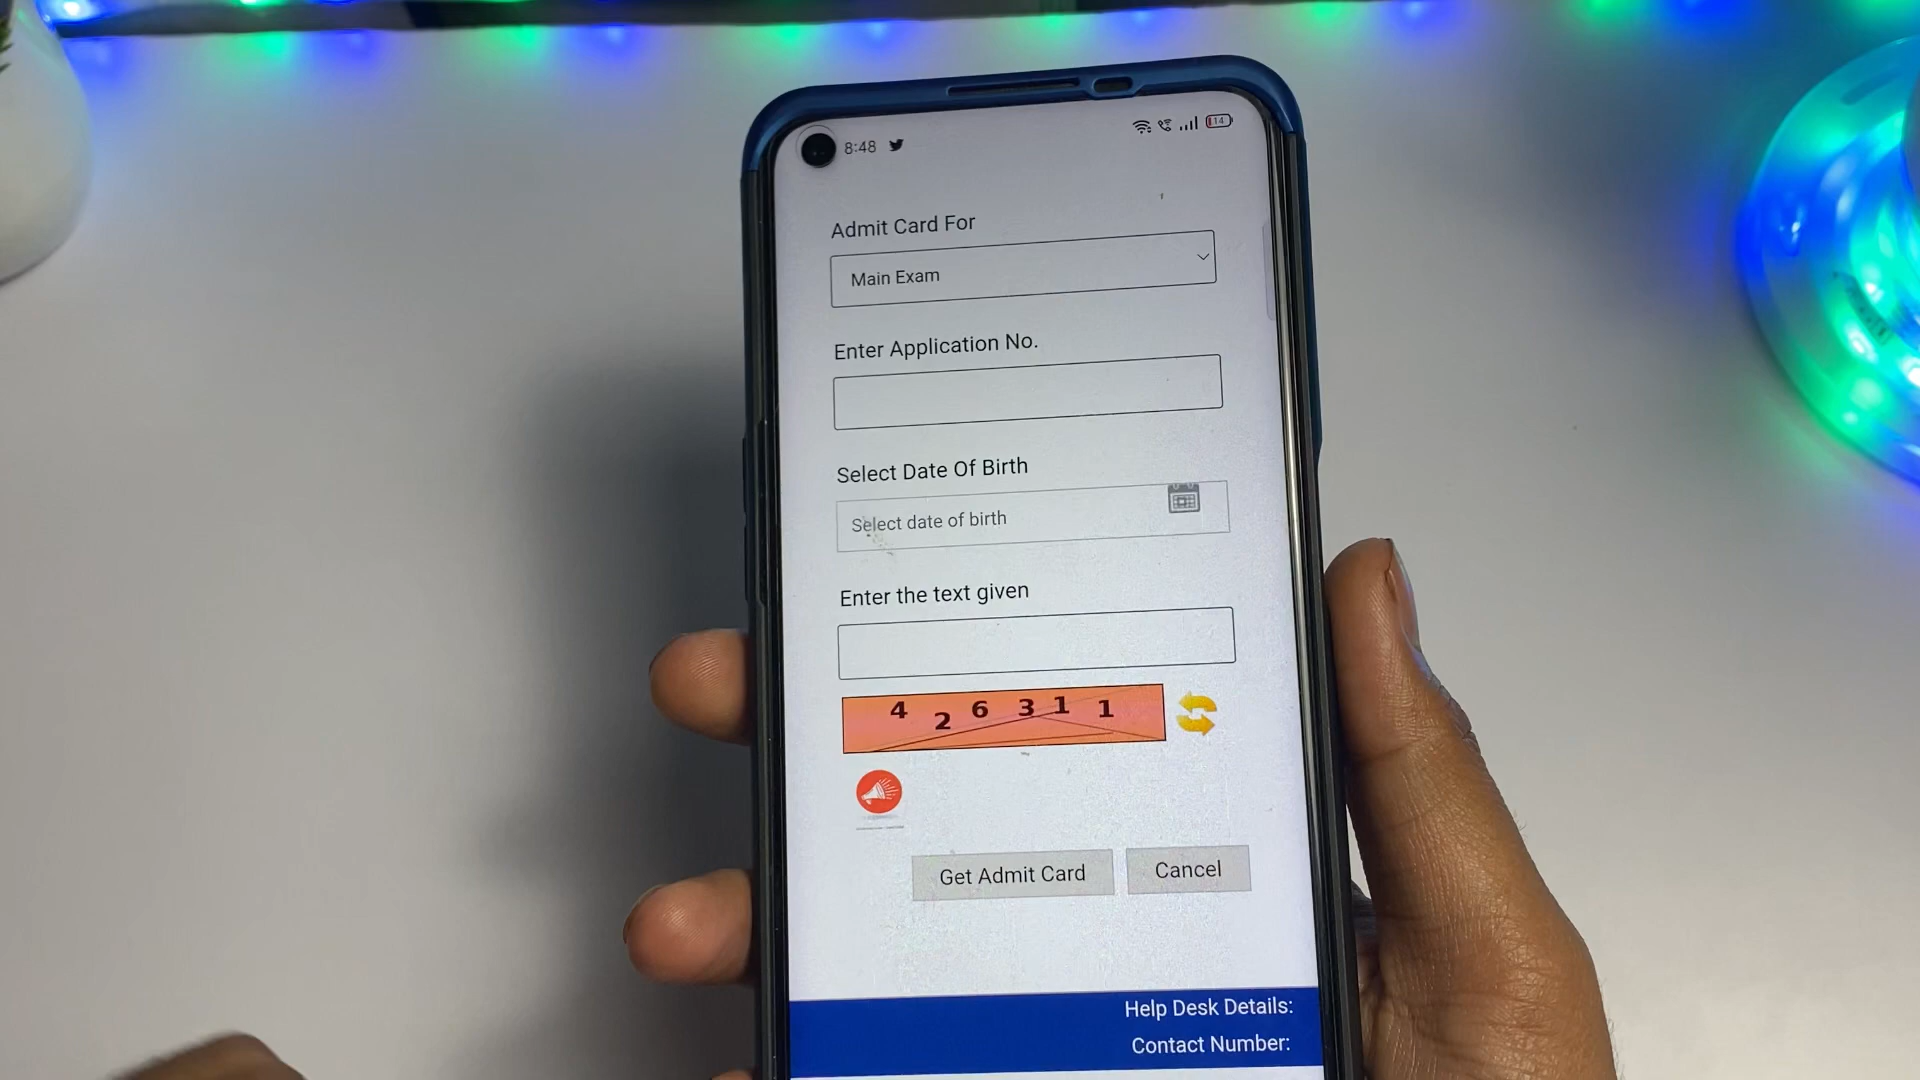 8:48
14
Admit Card For
Main Exam
Enter Application No.
Select Date Of Birth
Select date of birth
Enter the text given
4 2 6 3 1 1
Get Admit Card
Cancel
Help Desk Details:
Contact Number: